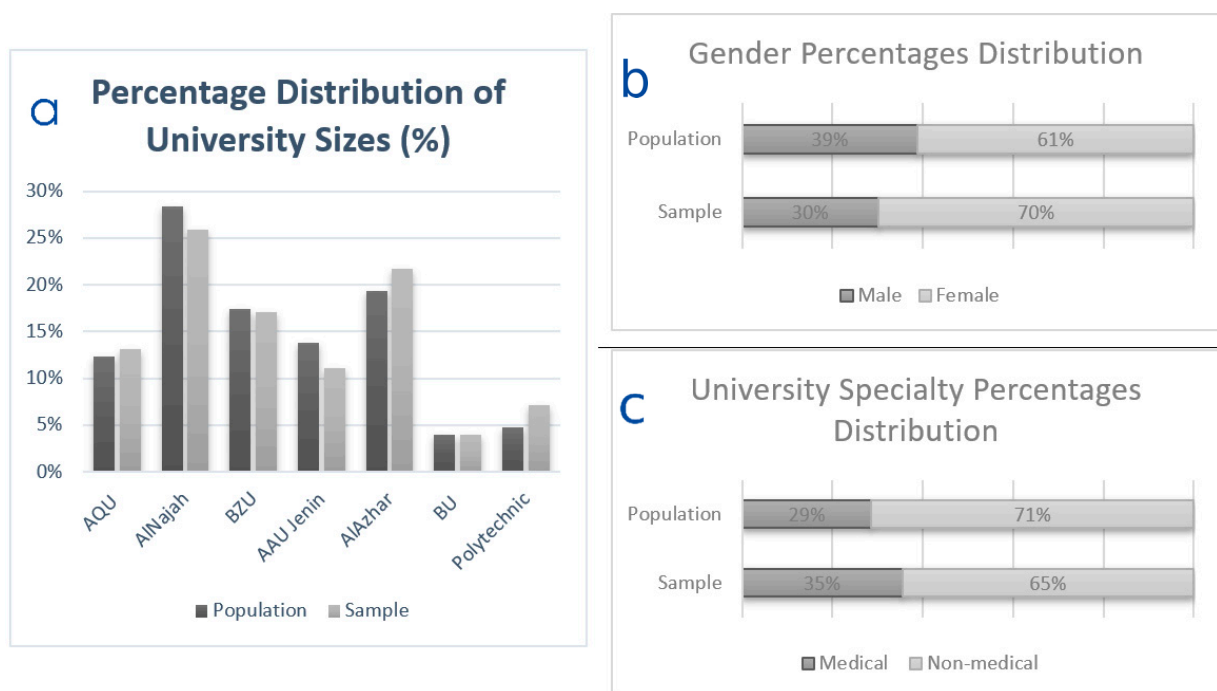 a
Percentage Distribution of
University Sizes (%)
30%
25%
20%
15%
10%
5%
0%
AQU
AlNajah
BZU
AAU Jenin
AlAzhar
BU
Polytechnic
Population Sample
b
Gender Percentages Distribution
Population 39% 61%
Sample 30% 70%
Male Female
c
University Specialty Percentages
Distribution
Population 29% 71%
Sample 35% 65%
Medical Non-medical